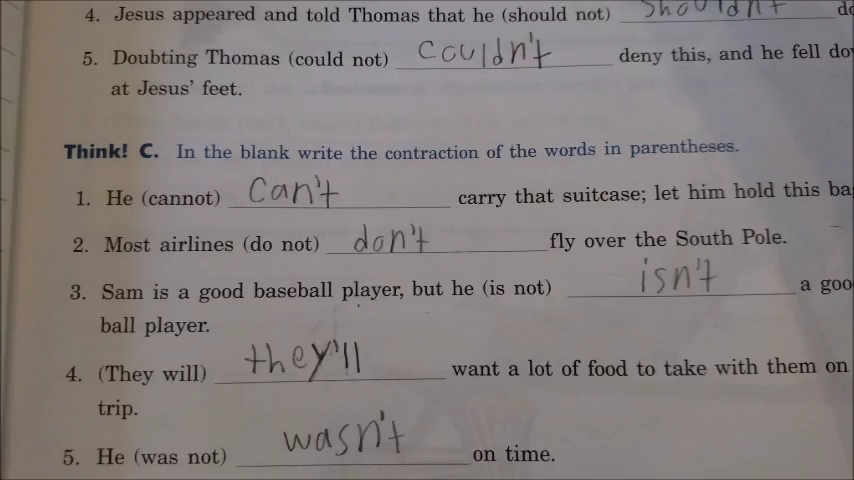 4. Jesus appeared and told Thomas that he (should not) shouldn't
5. Doubting Thomas (could not) couldn't deny this, and he fell
at Jesus' feet.
Think! C. In the blank write the contraction of the words in parentheses.
1. He (cannot) can't carry that suitcase; let him hold this
2. Most airlines (do not) don't fly over the South Pole.
3. Sam is a good baseball player, but he (is not) isn't a
ball player.
4. (They will) they'll want a lot of food to take with them on
trip.
5. He (was not) wasn't on time.